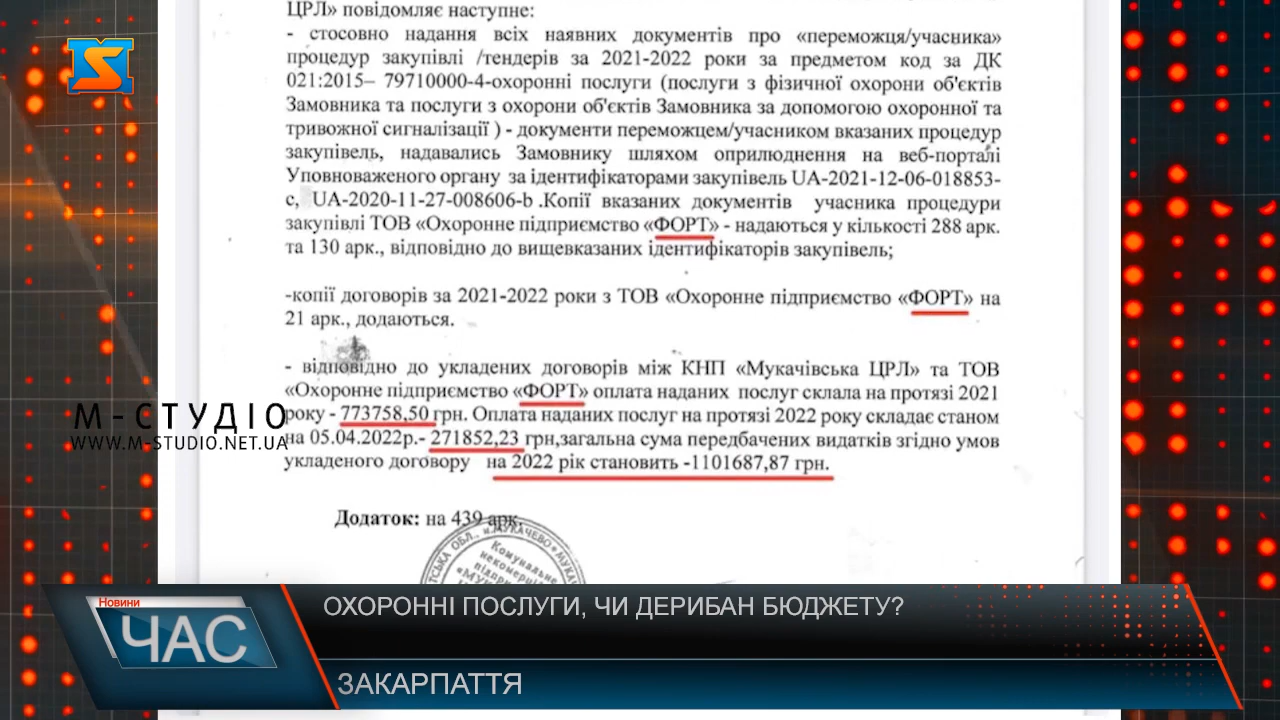 ЦРЛ» повідомляє наступне:
- стосовно надання всіх наявних документів про «переможця/учасника»
процедур закупівлі /тендерів за 2021-2022 роки за предметом код за ДК
021:2015– 79710000-4-охоронні послуги (послуги з фізичної охорони об'єктів
Замовника та послуги з охорони об'єктів Замовника за допомогою охоронної та
тривожної сигналізації ) - документи переможцем/учасником вказаних процедур
закупівель, надавались Замовнику шляхом оприлюднення на веб-порталі
Уповноваженого органу за ідентифікаторами закупівель UA-2021-12-06-018853-
с, UA-2020-11-27-008606-b .Копії вказаних документів учасника процедури
закупівлі ТОВ «Охоронне підприємство «ФОРТ» - надаються у кількості 288 арк.
та 130 арк., відповідно до вищевказаних ідентифікаторів закупівель;
-копії договорів за 2021-2022 роки з ТОВ «Охоронне підприємство «ФОРТ» на
21 арк., додаються.
- відповідно до укладених договорів між КНП «Мукачівська ЦРЛ» та ТОВ
«Охоронне підприємство «ФОРТ» оплата наданих послуг склала на протязі 2021
року - 773758,50 грн. Оплата наданих послуг на протязі 2022 року складає станом
на 05.04.2022р.- 271852,23 грн,загальна сума передбачених видатків згідно умов
укладеного договору на 2022 рік становить -1101687,87 грн.
М-СТУДІО
WWW.M-STUDIO.NET.UA
Додаток: на 439 арк.
ОБЛ., м.МУКАЧЕВО
Комунальне
Новини
ЧАС
ОХОРОННІ ПОСЛУГИ, ЧИ ДЕРИБАН БЮДЖЕТУ?
ЗАКАРПАТТЯ